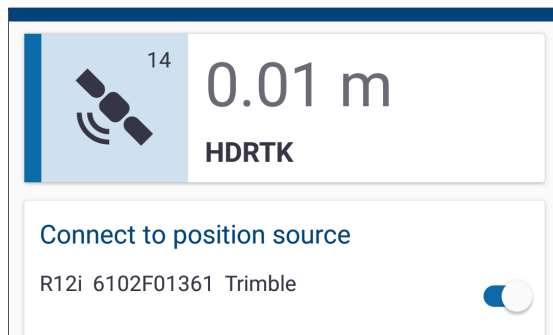 14
0.01 m
HDRTK
Connect to position source
R12i 6102F01361 Trimble